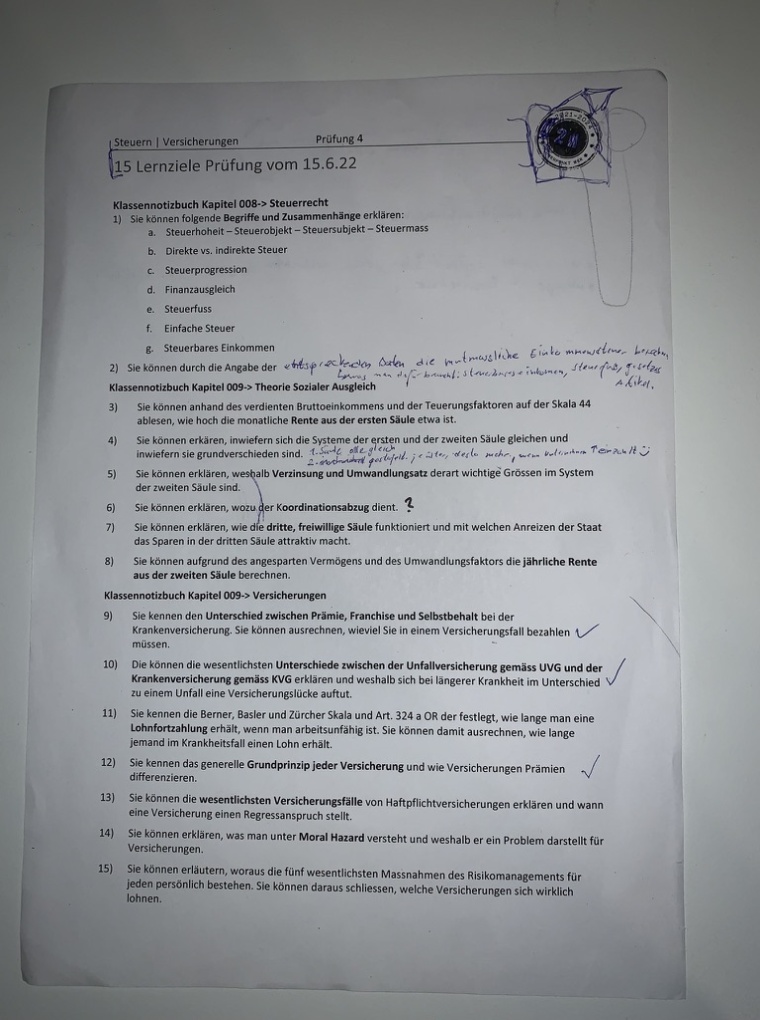 Steuern | Versicherungen Prüfung 4
15 Lernziele Prüfung vom 15.6.22
Klassennotizbuch Kapitel 008-> Steuerrecht
1) Sie können folgende Begriffe und Zusammenhänge erklären:
a. Steuerhoheit – Steuerobjekt – Steuersubjekt – Steuermass
b. Direkte vs. indirekte Steuer
c. Steuerprogression
d. Finanzausgleich
e. Steuerfuss
f. Einfache Steuer
g. Steuerbares Einkommen
2) Sie können durch die Angabe der entsprechenden Daten die mutmassliche Einkommenssteuer berechn
man dafür braucht: steuerbares einkommen, steuerfuss, gesetzes
Artikel.
Klassennotizbuch Kapitel 009-> Theorie Sozialer Ausgleich
3) Sie können anhand des verdienten Bruttoeinkommens und der Teuerungsfaktoren auf der Skala 44
ablesen, wie hoch die monatliche Rente aus der ersten Säule etwa ist.
4) Sie können erkären, inwiefern sich die Systeme der ersten und der zweiten Säule gleichen und
inwiefern sie grundverschieden sind. 1. Säule alle gleich
2. gestaffelt. je älter, desto mehr,
5) Sie können erklären, weshalb Verzinsung und Umwandlungsatz derart wichtige Grössen im System
der zweiten Säule sind.
6) Sie können erklären, wozu der Koordinationsabzug dient. ?
7) Sie können erklären, wie die dritte, freiwillige Säule funktioniert und mit welchen Anreizen der Staat
das Sparen in der dritten Säule attraktiv macht.
8) Sie können aufgrund des angesparten Vermögens und des Umwandlungsfaktors die jährliche Rente
aus der zweiten Säule berechnen.
Klassennotizbuch Kapitel 009-> Versicherungen
9) Sie kennen den Unterschied zwischen Prämie, Franchise und Selbstbehalt bei der
Krankenversicherung. Sie können ausrechnen, wieviel Sie in einem Versicherungsfall bezahlen
müssen.
10) Die können die wesentlichsten Unterschiede zwischen der Unfallversicherung gemäss UVG und der
Krankenversicherung gemäss KVG erklären und weshalb sich bei längerer Krankheit im Unterschied
zu einem Unfall eine Versicherungslücke auftut.
11) Sie kennen die Berner, Basler und Zürcher Skala und Art. 324 a OR der festlegt, wie lange man eine
Lohnfortzahlung erhält, wenn man arbeitsunfähig ist. Sie können damit ausrechnen, wie lange
jemand im Krankheitsfall einen Lohn erhält.
12) Sie kennen das generelle Grundprinzip jeder Versicherung und wie Versicherungen Prämien
differenzieren.
13) Sie können die wesentlichsten Versicherungsfälle von Haftpflichtversicherungen erklären und wann
eine Versicherung einen Regressanspruch stellt.
14) Sie können erklären, was man unter Moral Hazard versteht und weshalb er ein Problem darstellt für
Versicherungen.
15) Sie können erläutern, woraus die fünf wesentlichsten Massnahmen des Risikomanagements für
jeden persönlich bestehen. Sie können daraus schliessen, welche Versicherungen sich wirklich
lohnen.